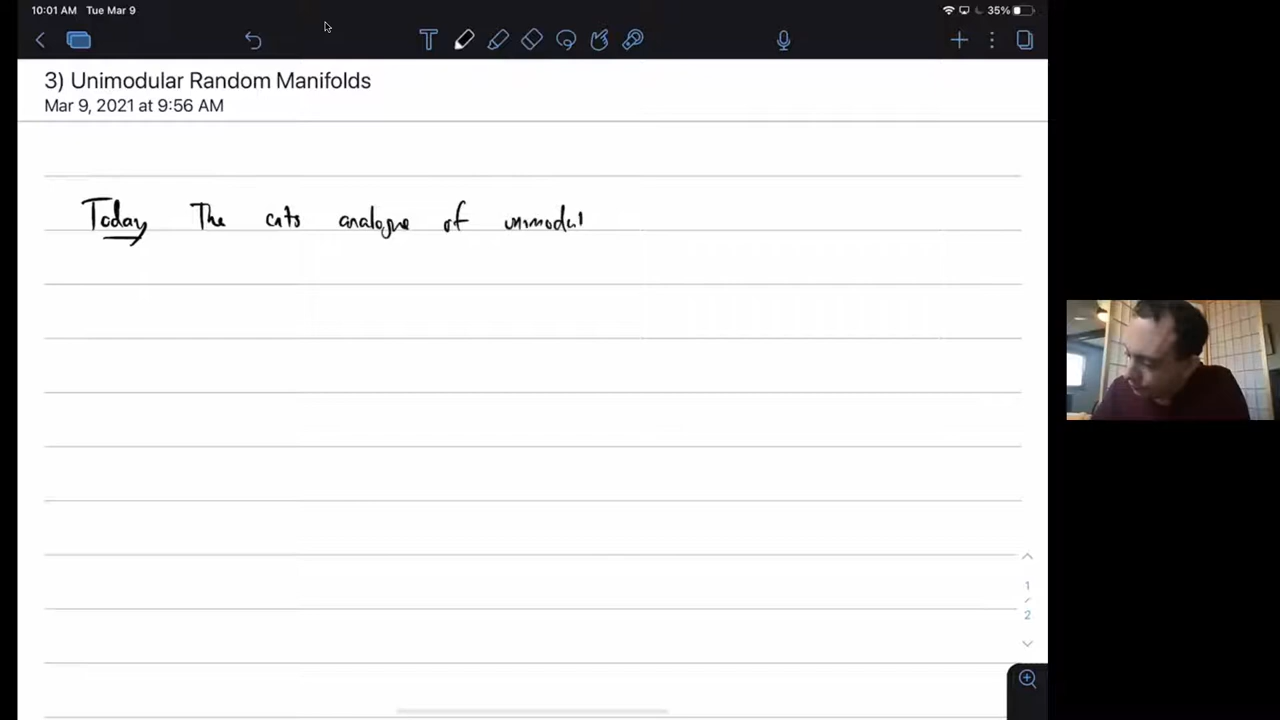 10:01 AM Tue Mar 9
35%
T
3) Unimodular Random Manifolds
Mar 9, 2021 at 9:56 AM
Today The cnts analogue of unimodul
1
2